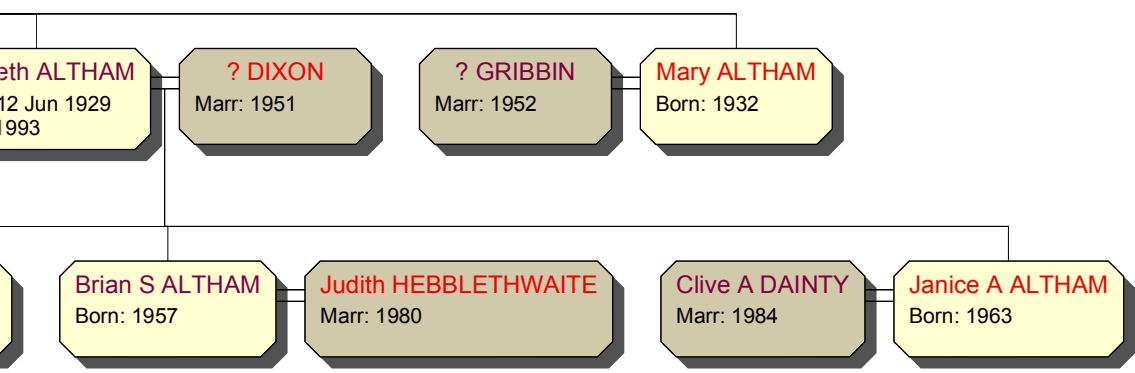 eth ALTHAM
12 Jun 1929
1993
? DIXON
Marr: 1951
? GRIBBIN
Marr: 1952
Mary ALTHAM
Born: 1932
Brian S ALTHAM
Born: 1957
Judith HEBBLETHWAITE
Marr: 1980
Clive A DAINTY
Marr: 1984
Janice A ALTHAM
Born: 1963